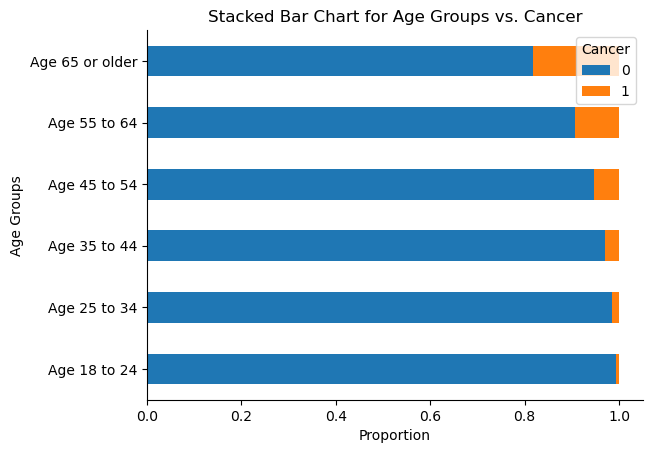 Stacked Bar Chart for Age Groups vs. Cancer
Cancer
0
1
Age Groups
Age 65 or older
Age 55 to 64
Age 45 to 54
Age 35 to 44
Age 25 to 34
Age 18 to 24
0.0
0.2
0.4
0.6
0.8
1.0
Proportion